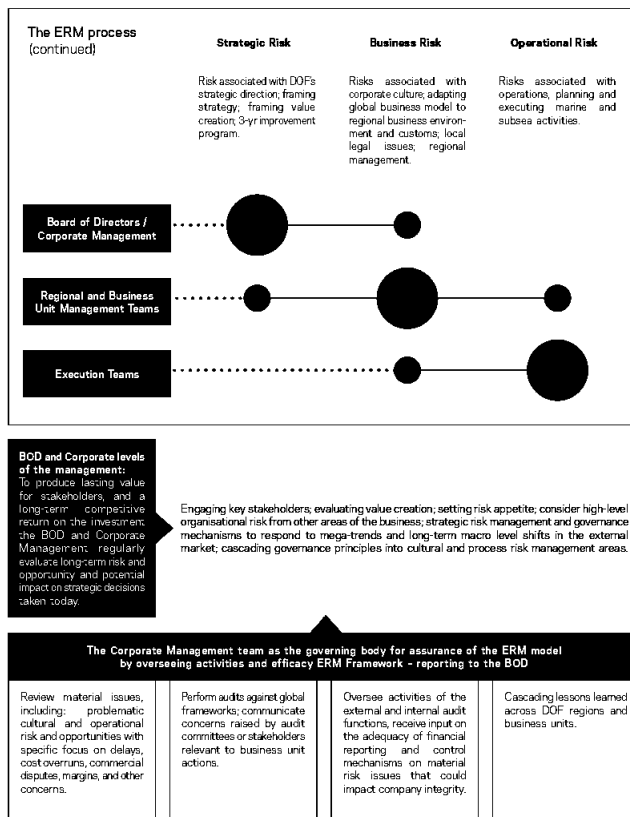 The ERM process
(continued)
Strategic Risk
Risk associated with DOF's
strategic direction; framing
strategy; framing value
creation; 3-yr improvement
program.
Business Risk
Risks associated with
corporate culture; adapting
global business model to
regional business environ-
ment and customs; local
legal issues; regional
management.
Operational Risk
Risks associated with
operations, planning and
executing marine and
subsea activities.
Board of Directors /
Corporate Management
Regional and Business
Unit Management Teams
Execution Teams
BOD and Corporate levels
of the management:
To produce lasting value
for stakeholders, and a
long-term competitive
return on the investment
the BOD and Corporate
Management regularly
evaluate long-term risk and
opportunity and potential
impact on strategic decisions
taken today.
Engaging key stakeholders; evaluating value creation; setting risk appetite; consider high-level
organisational risk from other areas of the business; strategic risk management and governance
mechanisms to respond to mega-trends and long-term macro level shifts in the external
market; cascading governance principles into cultural and process risk management areas.
The Corporate Management team as the governing body for assurance of the ERM model
by overseeing activities and efficacy ERM Framework - reporting to the BOD
Review material issues,
including: problematic
cultural and operational
risk and opportunities with
specific focus on delays,
cost overruns, commercial
disputes, margins, and other
concerns.
Perform audits against global
frameworks; communicate
concerns raised by audit
committees or stakeholders
relevant to business unit
actions.
Oversee activities of the
external and internal audit
functions, receive input on
the adequacy of financial
reporting and control
mechanisms on material
risk issues that could
impact company integrity.
Cascading lessons learned
across DOF regions and
business units.